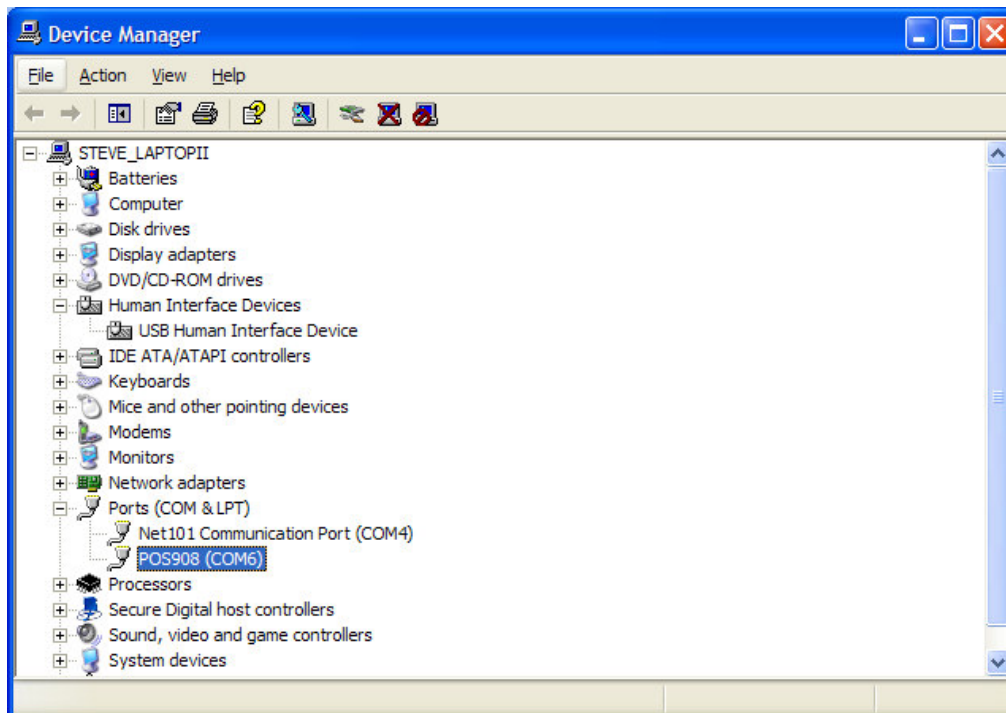 Device Manager
File Action View Help
STEVE_LAPTOPII
Batteries
Computer
Disk drives
Display adapters
DVD/CD-ROM drives
Human Interface Devices
USB Human Interface Device
IDE ATA/ATAPI controllers
Keyboards
Mice and other pointing devices
Modems
Monitors
Network adapters
Ports (COM & LPT)
Net101 Communication Port (COM4)
POS908 (COM6)
Processors
Secure Digital host controllers
Sound, video and game controllers
System devices